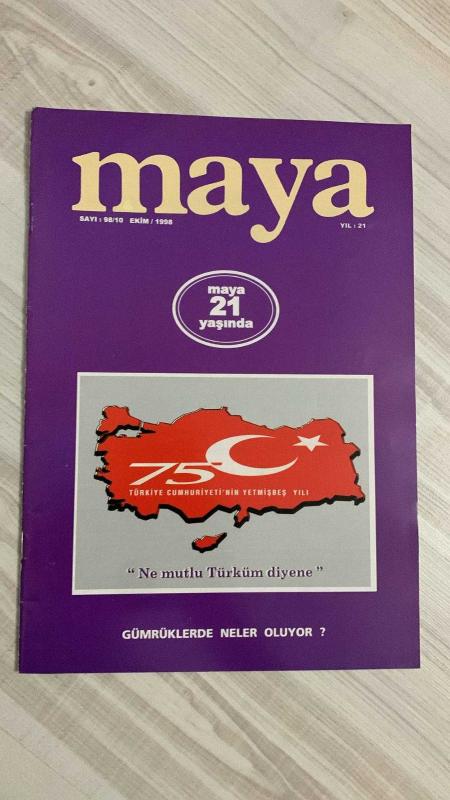 maya
SAYI : 98/10 EKİM / 1998
YIL : 21
maya
21
yaşında
75
TÜRKİYE CUMHURİYETİ'NİN YETMİŞBEŞ YILI
“ Ne mutlu Türküm diyene ”
GÜMRÜKLERDE NELER OLUYOR ?